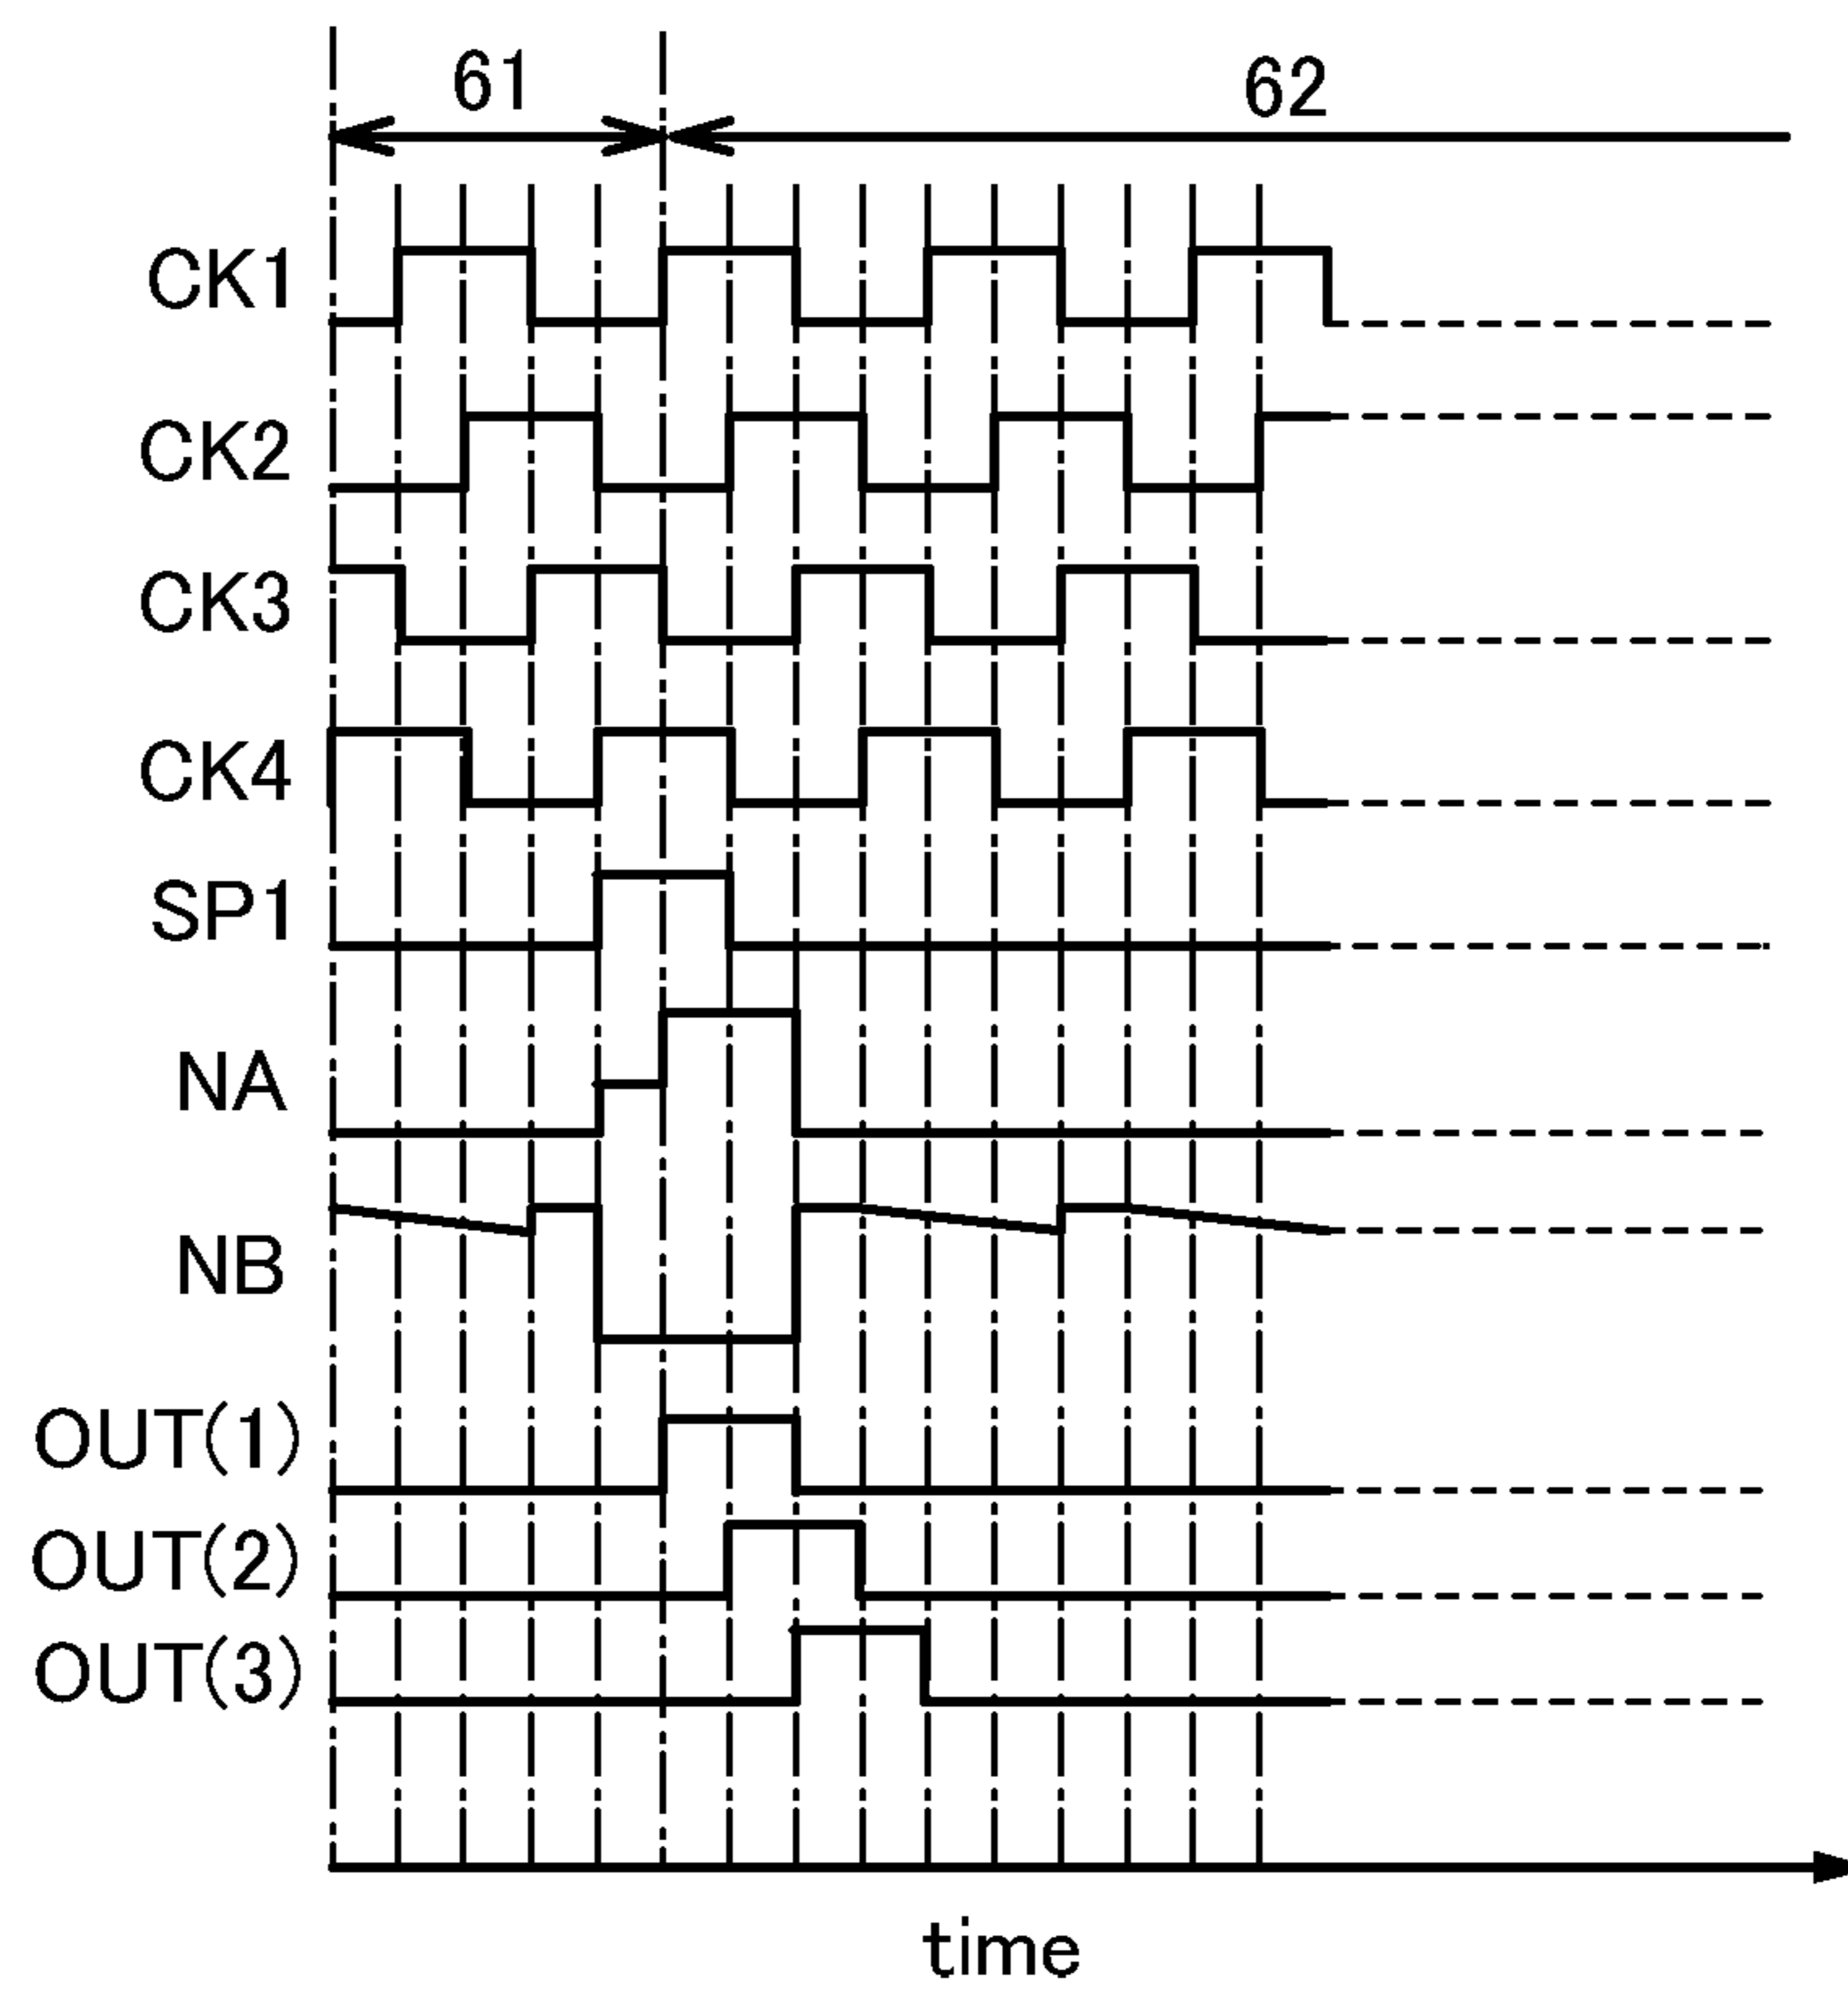 61
62
CK1
CK2
CK3
CK4
SP1
NA
NB
OUT(1)
OUT(2)
OUT(3)
time